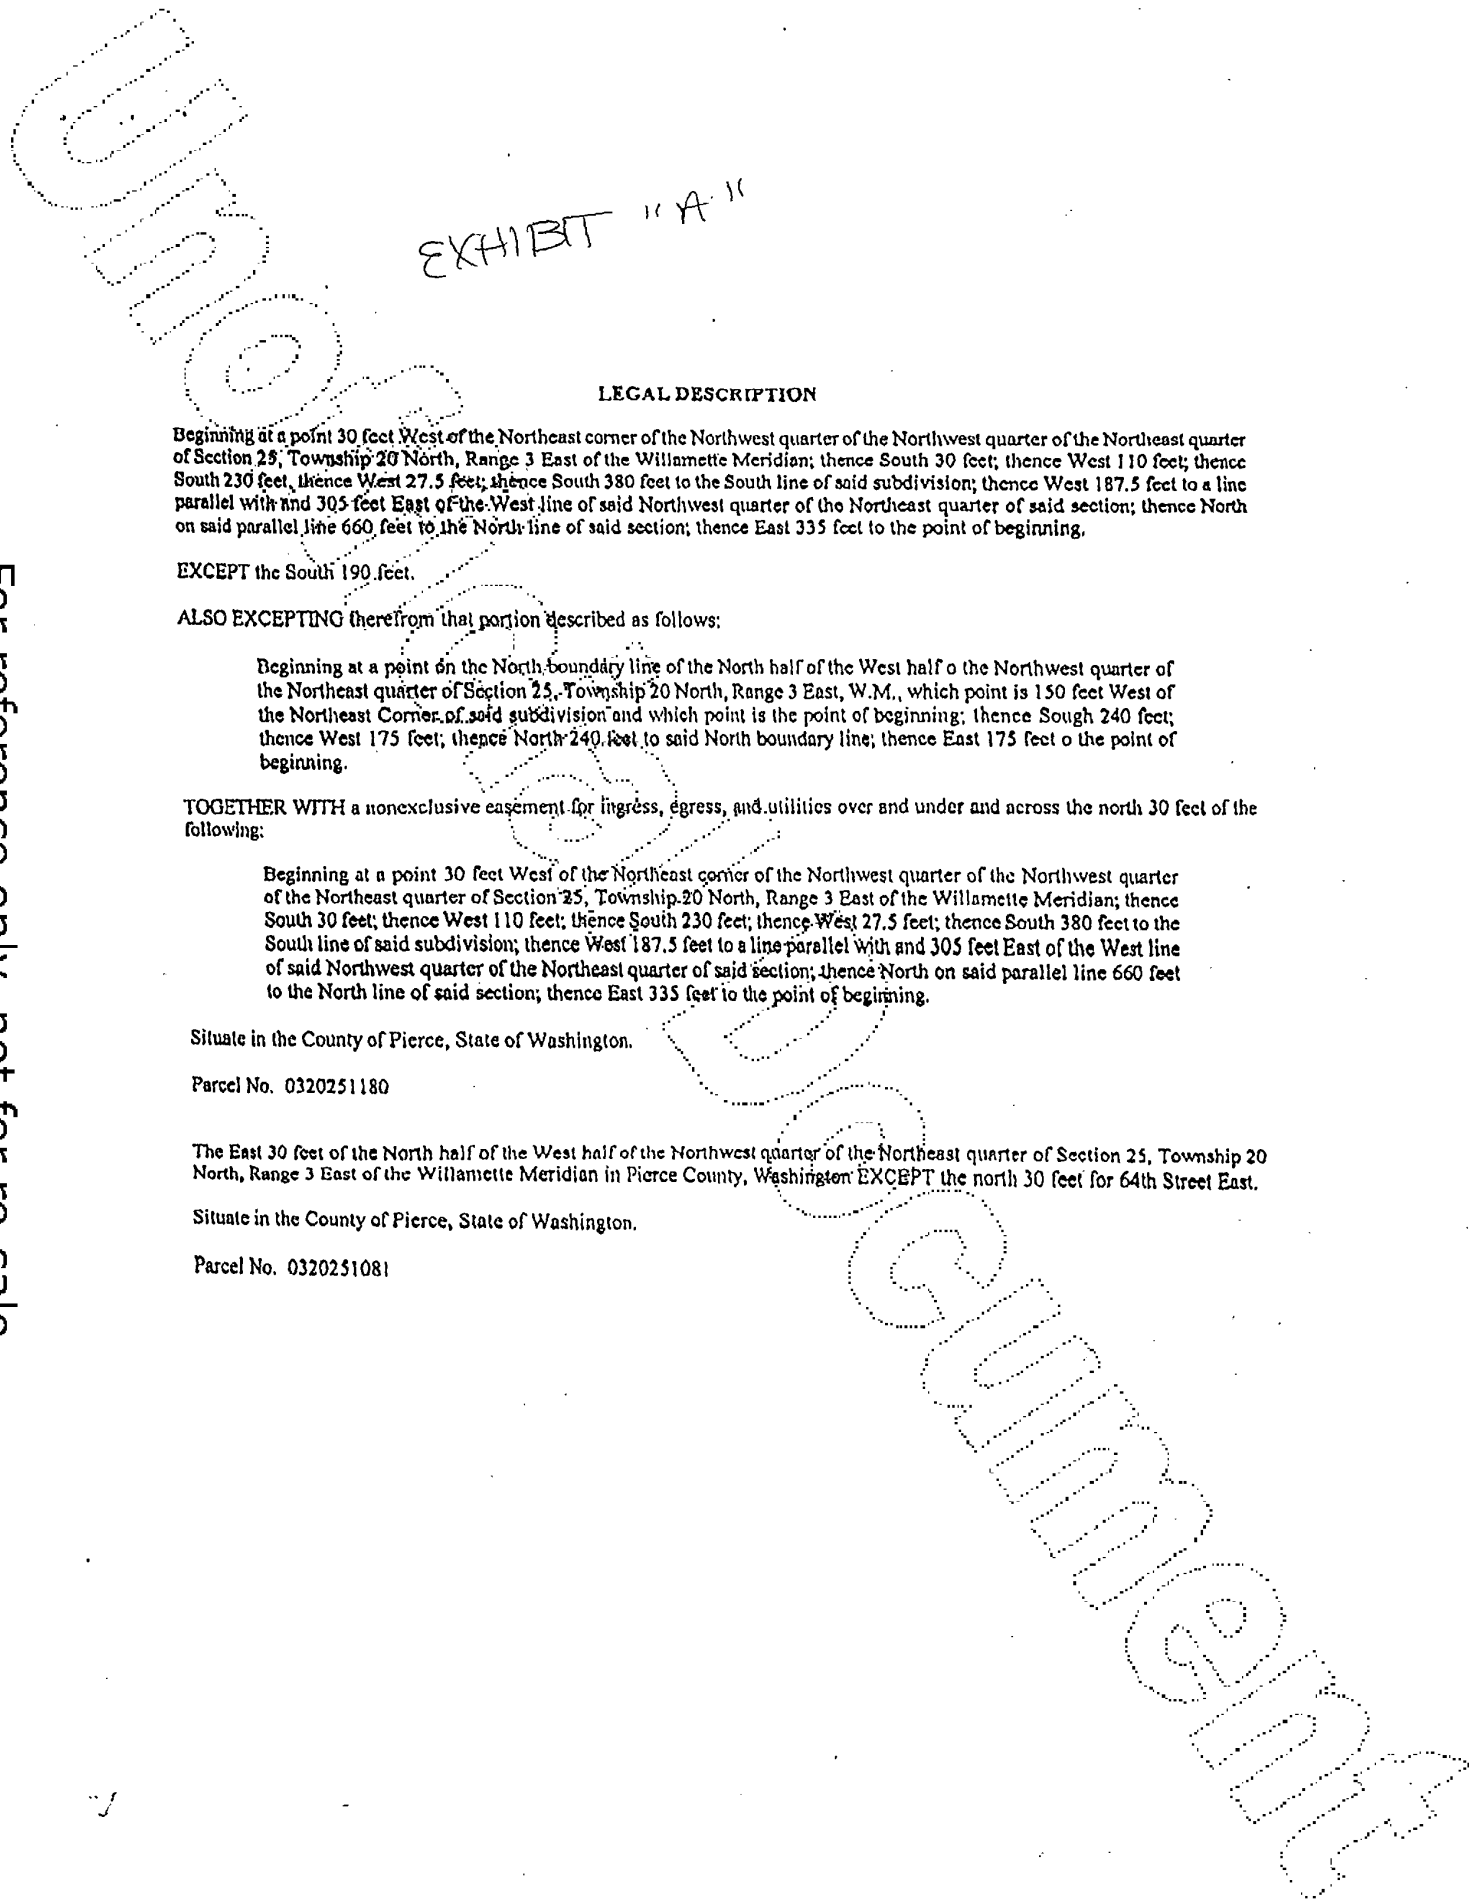 EXHIBIT "A"
LEGAL DESCRIPTION
Beginning at a point 30 feet West of the Northeast corner of the Northwest quarter of the Northwest quarter of the Northeast quarter
of Section 25, Township 20 North, Range 3 East of the Willamette Meridian; thence South 30 feet; thence West 110 feet; thence
South 230 feet, thence West 27.5 feet; thence South 380 feet to the South line of said subdivision; thence West 187.5 feet to a line
parallel with and 305 feet East of the West line of said Northwest quarter of the Northeast quarter of said section; thence North
on said parallel line 660 feet to the North line of said section; thence East 335 feet to the point of beginning.
EXCEPT the South 190 feet.
ALSO EXCEPTING therefrom that portion described as follows:
Beginning at a point on the North boundary line of the North half of the West half o the Northwest quarter of
the Northeast quarter of Section 25, Township 20 North, Range 3 East, W.M., which point is 150 feet West of
the Northeast Corner of said subdivision and which point is the point of beginning; thence Sough 240 feet;
thence West 175 feet; thence North 240 feet to said North boundary line; thence East 175 feet o the point of
beginning.
TOGETHER WITH a nonexclusive easement for ingress, egress, and utilities over and under and across the north 30 feet of the
following:
Beginning at a point 30 feet West of the Northeast corner of the Northwest quarter of the Northwest quarter
of the Northeast quarter of Section 25, Township 20 North, Range 3 East of the Willamette Meridian; thence
South 30 feet; thence West 110 feet; thence South 230 feet; thence West 27.5 feet; thence South 380 feet to the
South line of said subdivision; thence West 187.5 feet to a line parallel with and 305 feet East of the West line
of said Northwest quarter of the Northeast quarter of said section; thence North on said parallel line 660 feet
to the North line of said section; thence East 335 feet to the point of beginning.
Situate in the County of Pierce, State of Washington.
Parcel No. 0320251180
The East 30 feet of the North half of the West half of the Northwest quarter of the Northeast quarter of Section 25, Township 20
North, Range 3 East of the Willamette Meridian in Pierce County, Washington EXCEPT the north 30 feet for 64th Street East.
Situate in the County of Pierce, State of Washington.
Parcel No. 0320251081
Unofficial Document
For reference only, not for re-sale